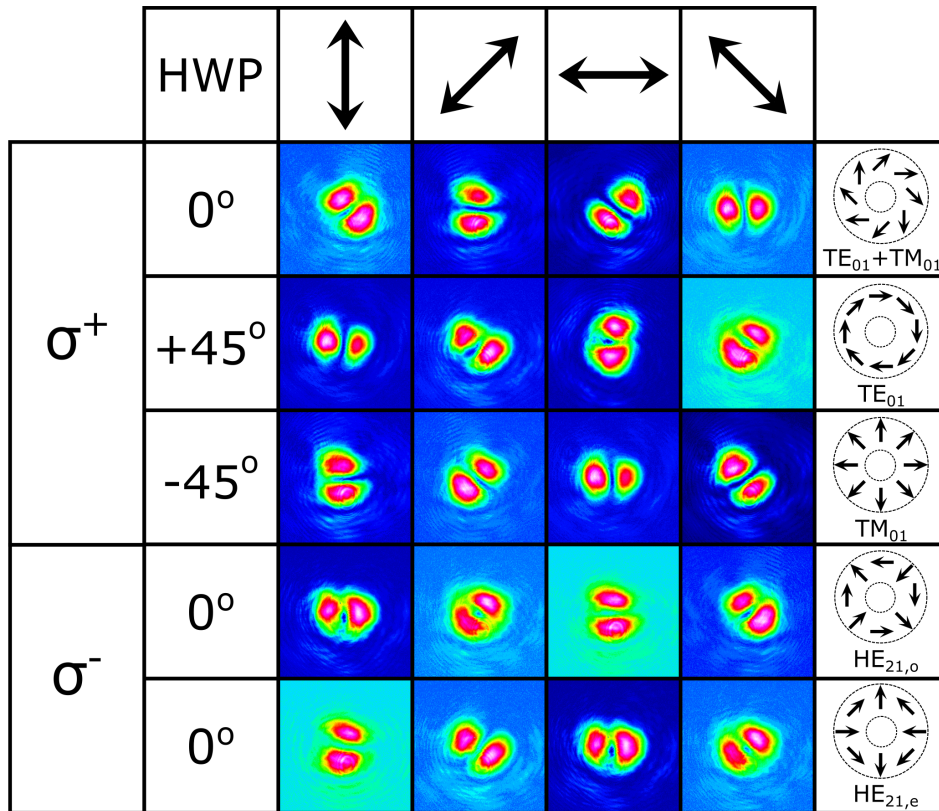 HWP
σ⁺
0°
TE₀₁+TM₀₁
+45°
TE₀₁
-45°
TM₀₁
σ⁻
0°
HE₂₁,ₒ
0°
HE₂₁,ₑ